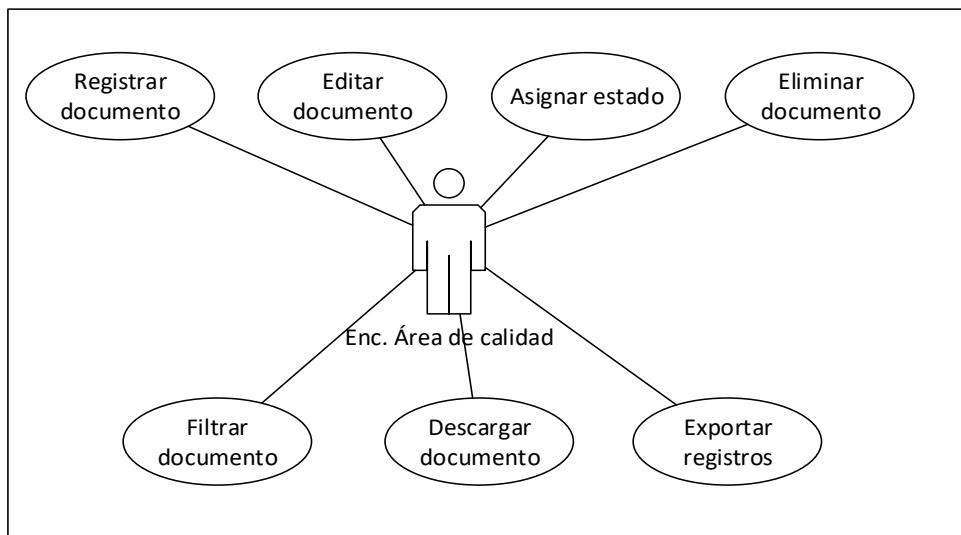 Registrar
documento
Editar
documento
Asignar estado
Eliminar
documento
Enc. Área de calidad
Filtrar
documento
Descargar
documento
Exportar
registros